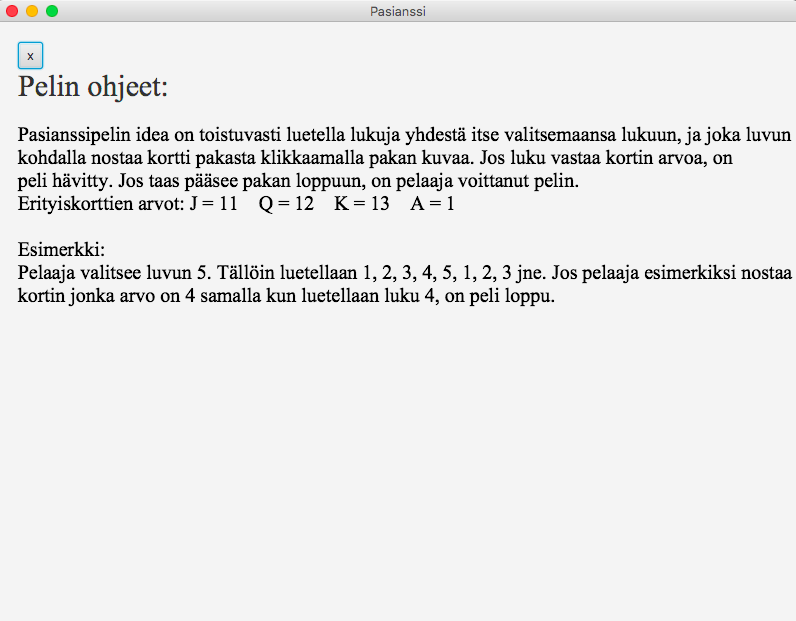 Pasianssi
x
Pelin ohjeet:
Pasianssipelin idea on toistuvasti luetella lukuja yhdestä itse valitsemaansa lukuun, ja joka luvun
kohdalla nostaa kortti pakasta klikkaamalla pakan kuvaa. Jos luku vastaa kortin arvoa, on
peli hävitty. Jos taas pääsee pakan loppuun, on pelaaja voittanut pelin.
Erityiskorttien arvot: J = 11 Q = 12 K = 13 A = 1
Esimerkki:
Pelaaja valitsee luvun 5. Tällöin luetellaan 1, 2, 3, 4, 5, 1, 2, 3 jne. Jos pelaaja esimerkiksi nostaa
kortin jonka arvo on 4 samalla kun luetellaan luku 4, on peli loppu.